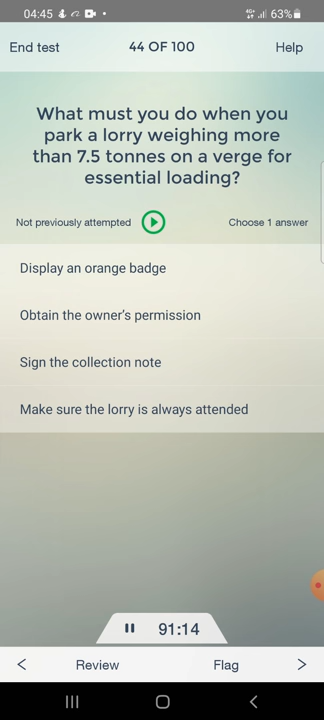 04:45
4G+ 63%
End test 44 OF 100 Help
What must you do when you
park a lorry weighing more
than 7.5 tonnes on a verge for
essential loading?
Not previously attempted Choose 1 answer
Display an orange badge
Obtain the owner's permission
Sign the collection note
Make sure the lorry is always attended
91:14
< Review Flag >